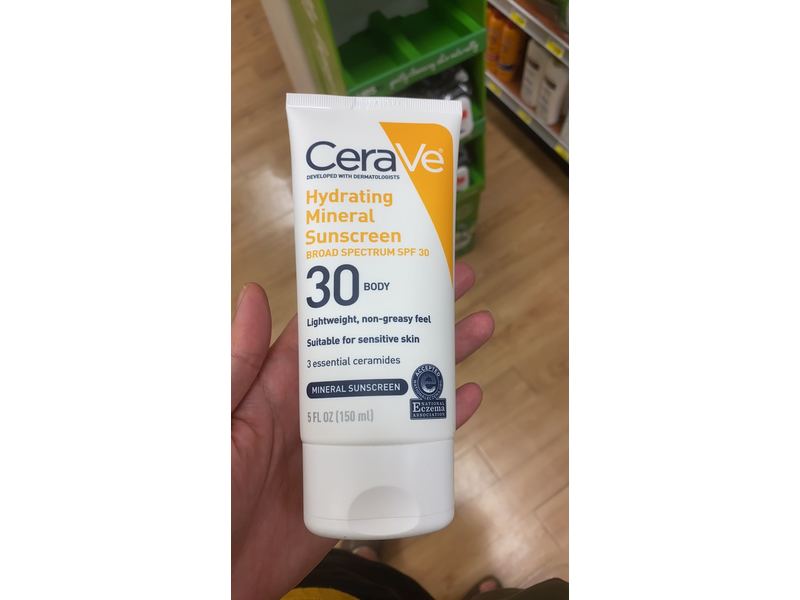 CeraVe®
DEVELOPED WITH DERMATOLOGISTS
Hydrating
Mineral
Sunscreen
BROAD SPECTRUM SPF 30
30 BODY
Lightweight, non-greasy feel
Suitable for sensitive skin
3 essential ceramides
MINERAL SUNSCREEN
ACCEPTED
NATIONAL
Eczema
ASSOCIATION
5 FL OZ (150 ml)